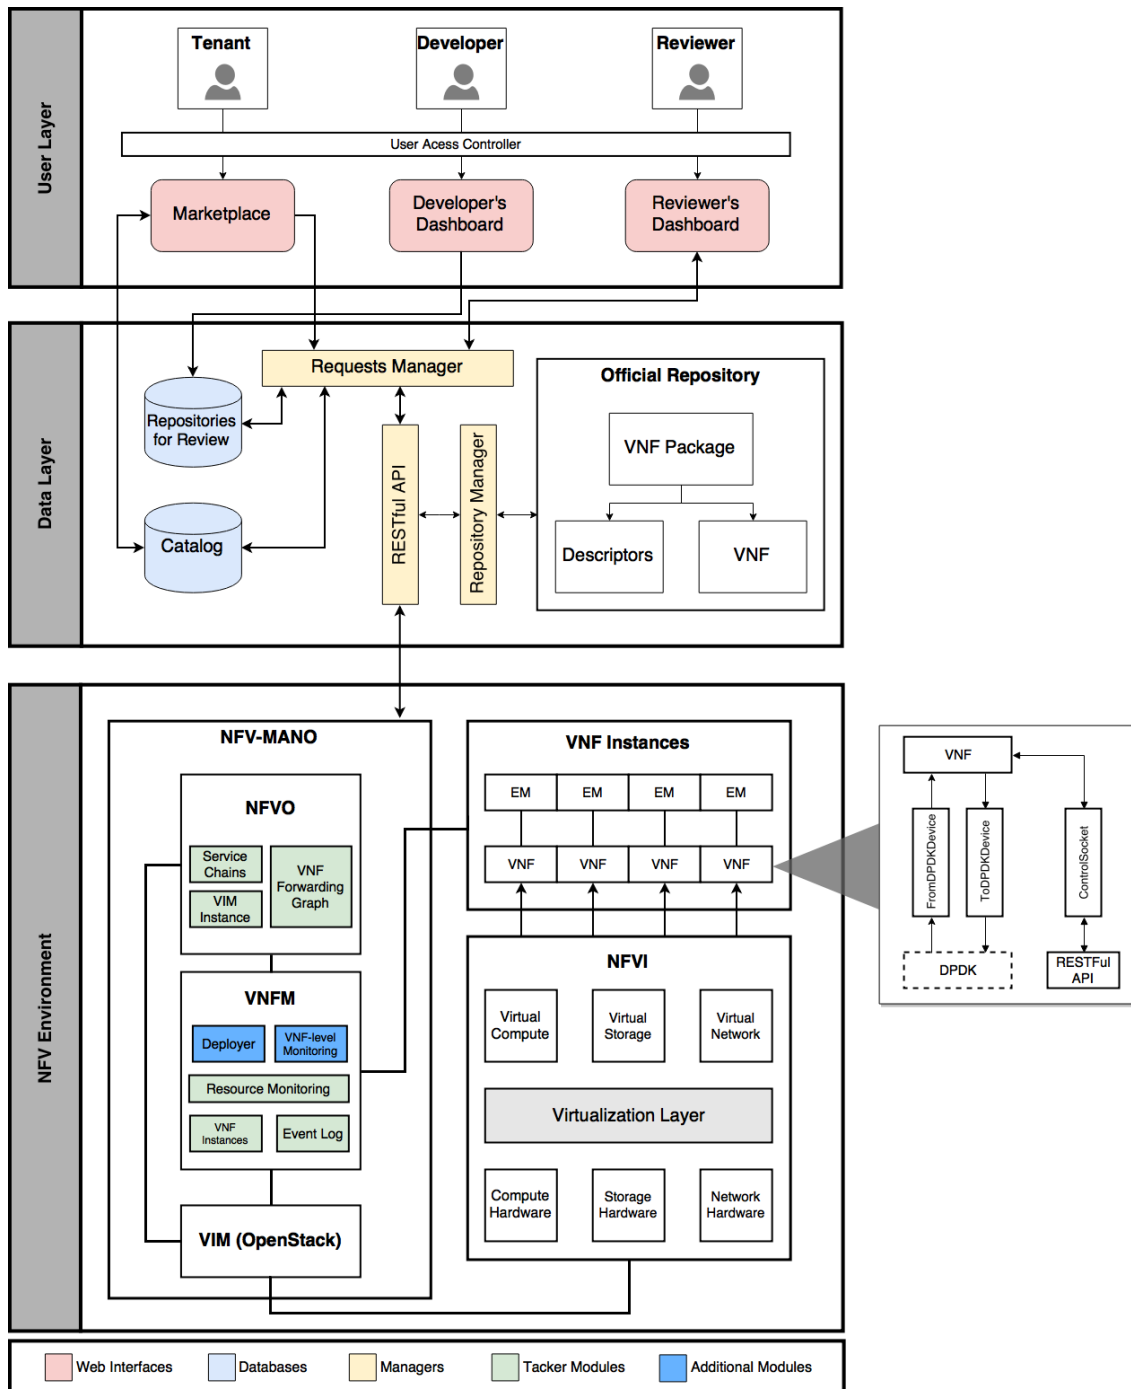 User Layer
Tenant
Developer
Reviewer
User Acess Controller
Marketplace
Developer's
Dashboard
Reviewer's
Dashboard
Data Layer
Requests Manager
Repositories
for Review
Catalog
RESTful API
Repository Manager
Official Repository
VNF Package
Descriptors
VNF
NFV Environment
NFV-MANO
NFVO
Service
Chains
VIM
Instance
VNF
Forwarding
Graph
VNFM
Deployer
VNF-level
Monitoring
Resource Monitoring
VNF
Instances
Event Log
VIM (OpenStack)
VNF Instances
EM
EM
EM
EM
VNF
VNF
VNF
VNF
NFVI
Virtual
Compute
Virtual
Storage
Virtual
Network
Virtualization Layer
Compute
Hardware
Storage
Hardware
Network
Hardware
VNF
FromDPDKDevice
ToDPDKDevice
ControlSocket
DPDK
RESTFul
API
Web Interfaces
Databases
Managers
Tacker Modules
Additional Modules